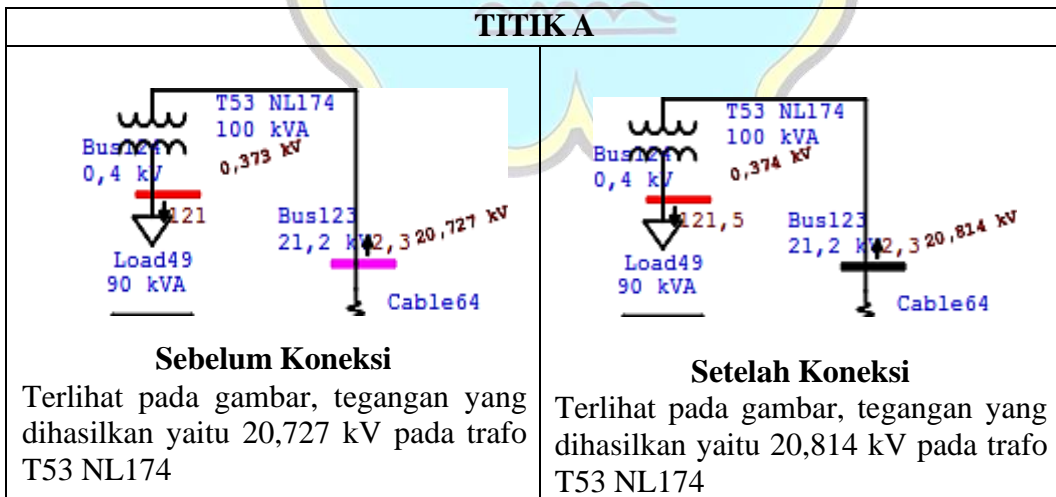 TITIK A
T53 NL174
100 kVA
0,373 kV
0,4 kV
121
Bus123
21,2 2,3 20,727 kV
Load49
90 kVA
Cable64
Sebelum Koneksi
Terlihat pada gambar, tegangan yang
dihasilkan yaitu 20,727 kV pada trafo
T53 NL174
T53 NL174
100 kVA
0,374 kV
0,4 kV
121,5
Bus123
21,2 2,3 20,814 kV
Load49
90 kVA
Cable64
Setelah Koneksi
Terlihat pada gambar, tegangan yang
dihasilkan yaitu 20,814 kV pada trafo
T53 NL174